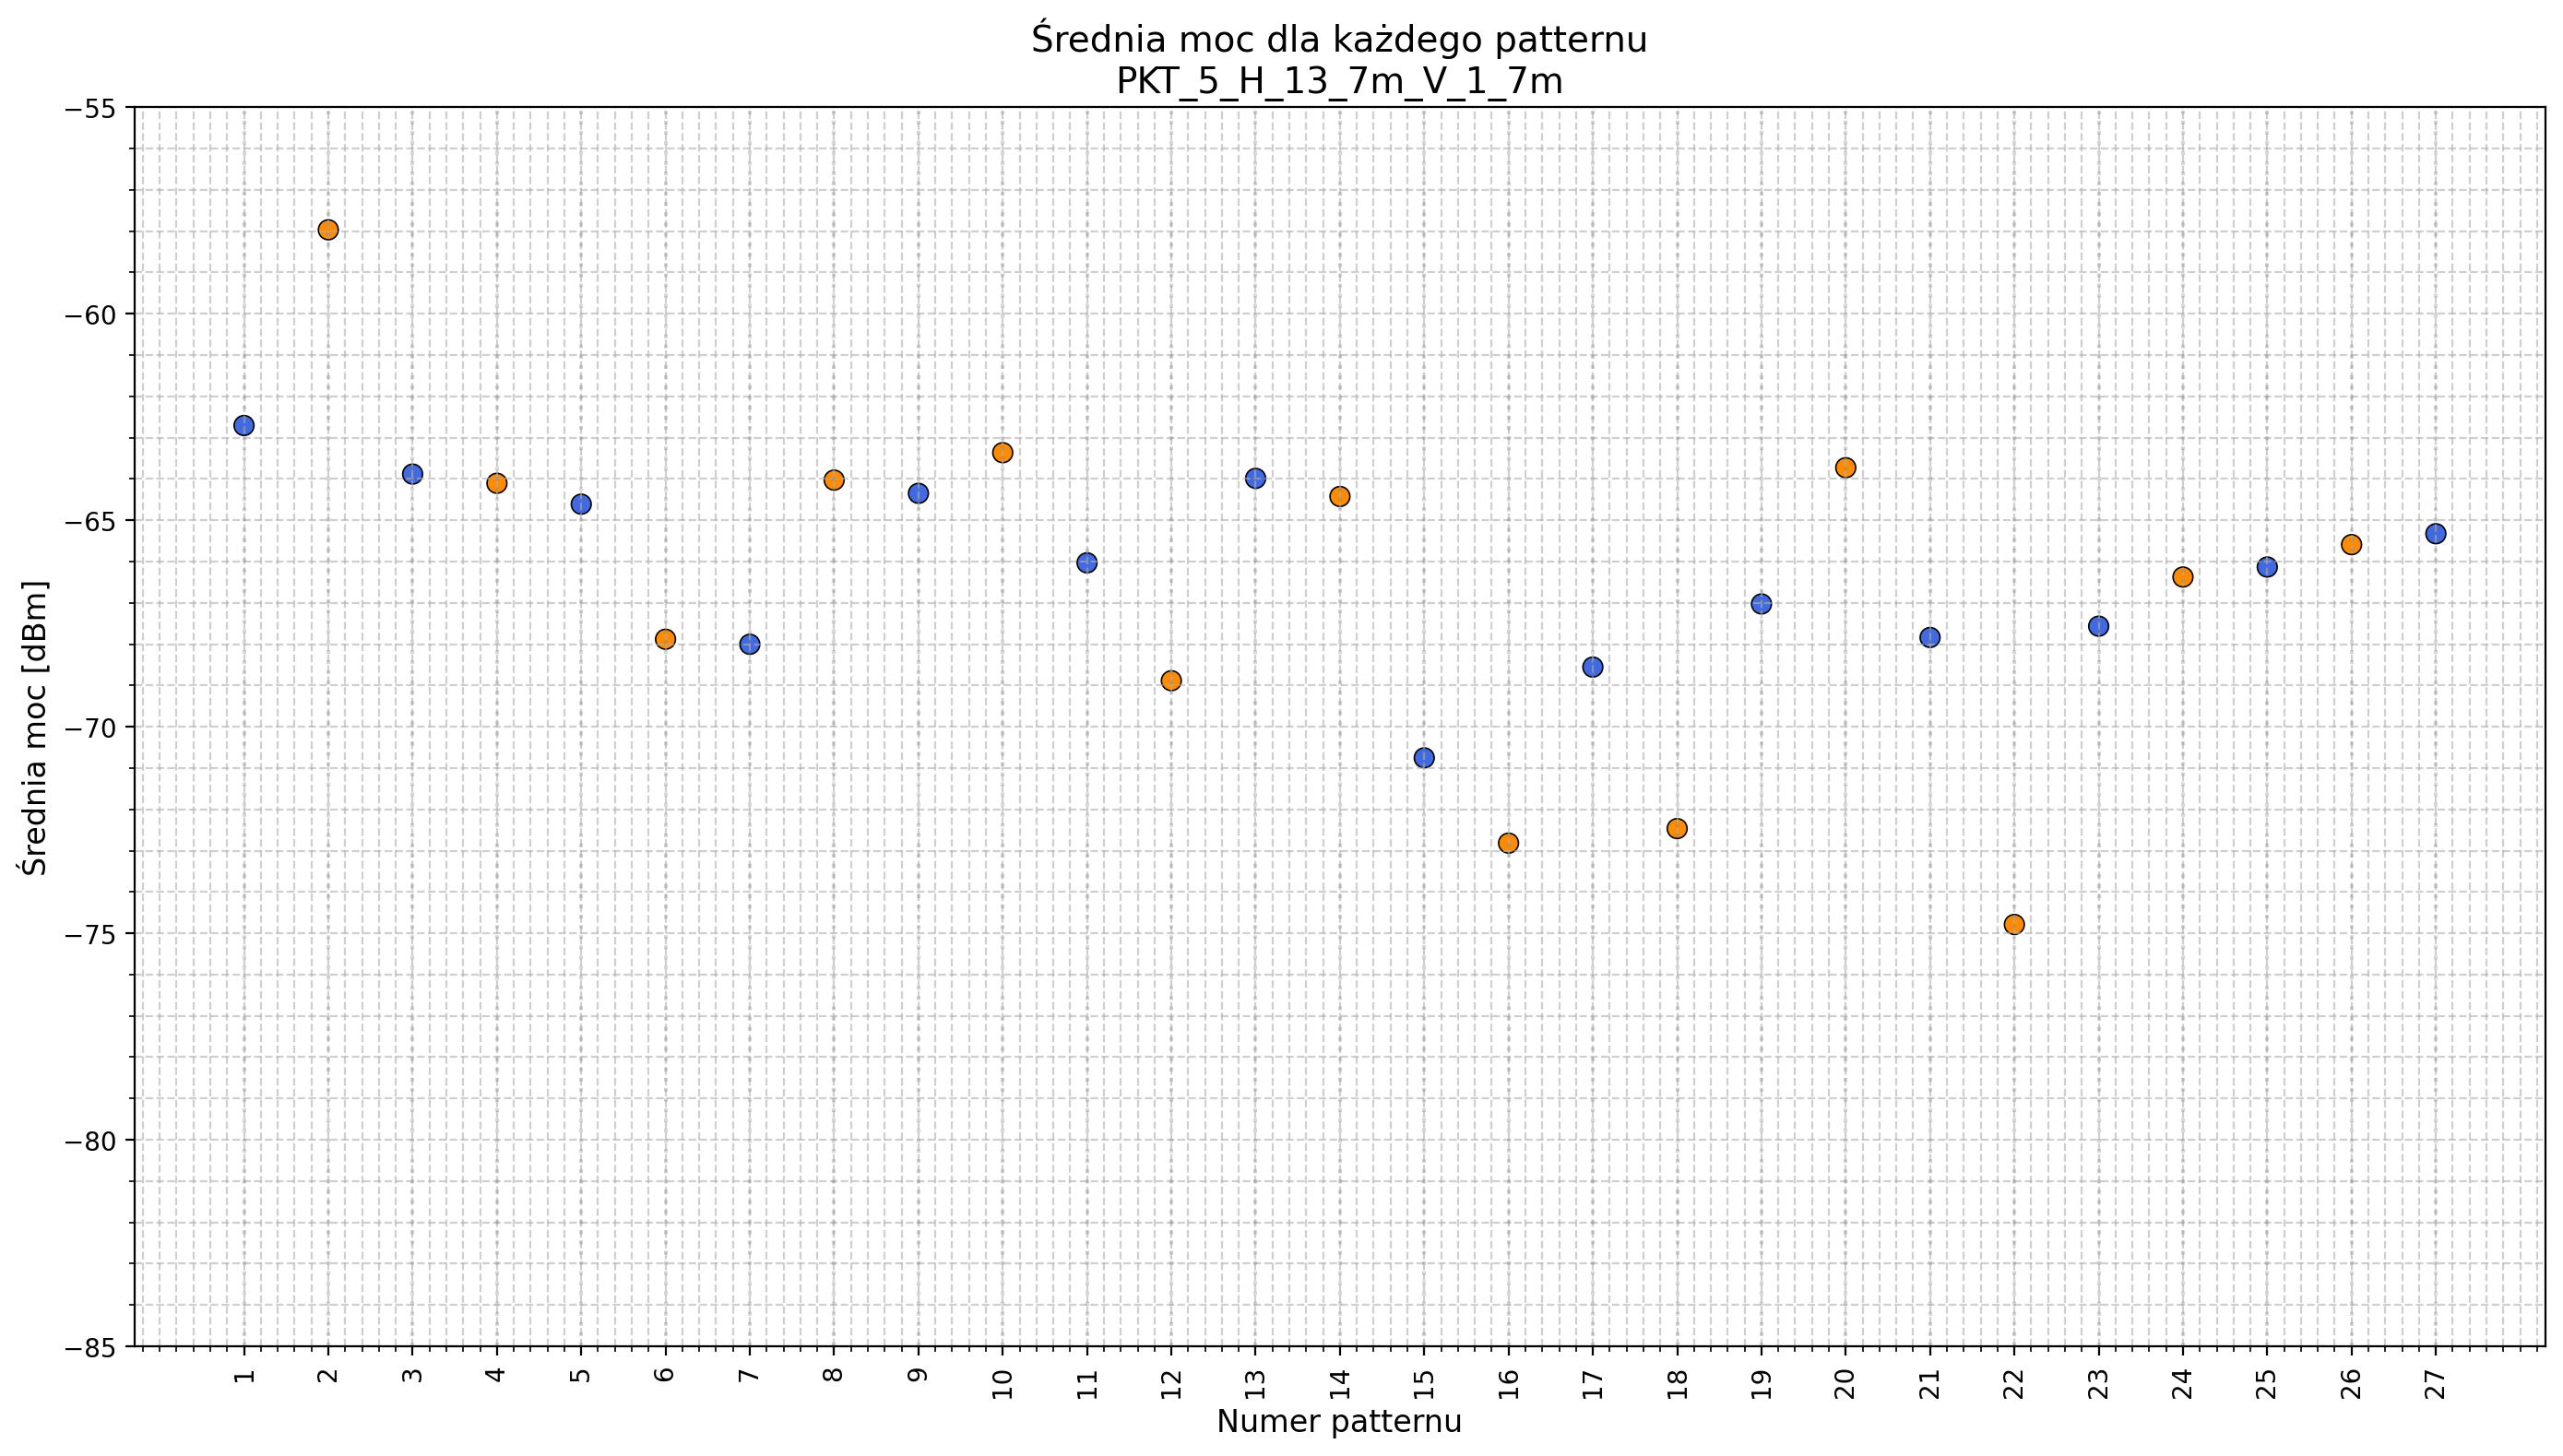 Średnia moc dla każdego patternu
PKT_5_H_13_7m_V_1_7m
Średnia moc [dBm]
−55
−60
−65
−70
−75
−80
−85
1 2 3 4 5 6 7 8 9 10 11 12 13 14 15 16 17 18 19 20 21 22 23 24 25 26 27
Numer patternu